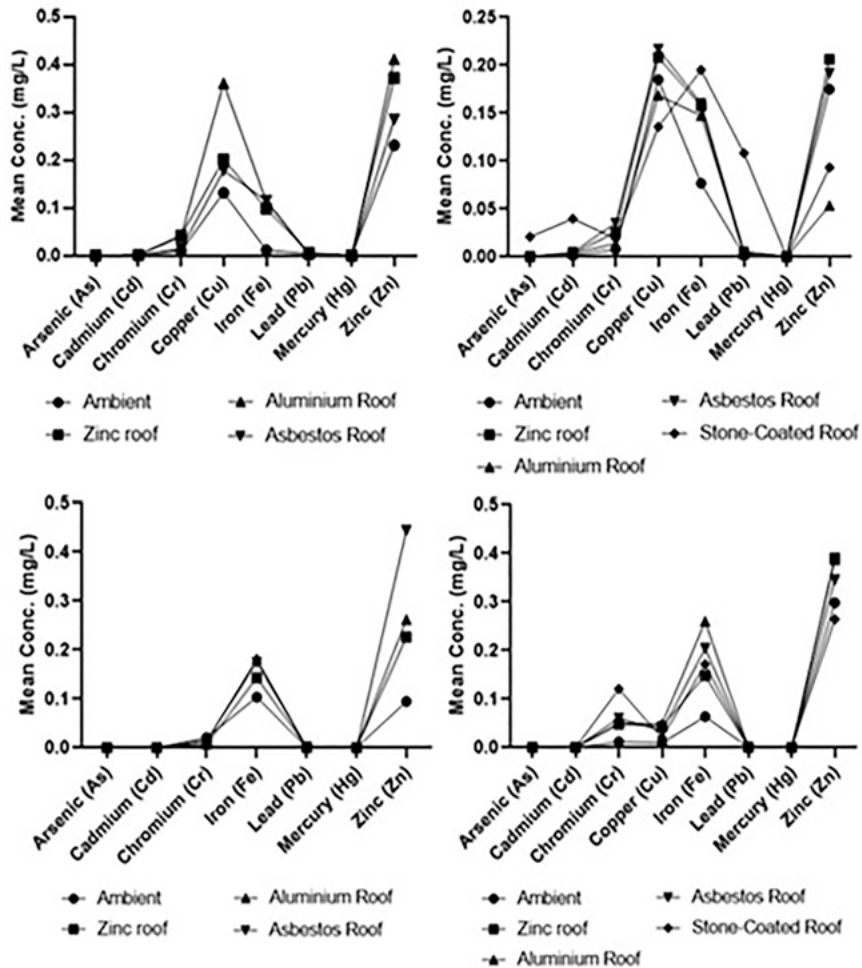 Mean Conc. (mg/L)
0.5
0.4
0.3
0.2
0.1
0.0
Arsenic (As)
Cadmium (Cd)
Chromium (Cr)
Copper (Cu)
Iron (Fe)
Lead (Pb)
Mercury (Hg)
Zinc (Zn)
Ambient
Aluminium Roof
Zinc roof
Asbestos Roof
Mean Conc. (mg/L)
0.25
0.20
0.15
0.10
0.05
0.00
Arsenic (As)
Cadmium (Cd)
Chromium (Cr)
Copper (Cu)
Iron (Fe)
Lead (Pb)
Mercury (Hg)
Zinc (Zn)
Ambient
Asbestos Roof
Zinc roof
Stone-Coated Roof
Aluminium Roof
Mean Conc. (mg/L)
0.5
0.4
0.3
0.2
0.1
0.0
Arsenic (As)
Cadmium (Cd)
Chromium (Cr)
Iron (Fe)
Lead (Pb)
Mercury (Hg)
Zinc (Zn)
Ambient
Aluminium Roof
Zinc roof
Asbestos Roof
Mean Conc. (mg/L)
0.5
0.4
0.3
0.2
0.1
0.0
Arsenic (As)
Cadmium (Cd)
Chromium (Cr)
Copper (Cu)
Iron (Fe)
Lead (Pb)
Mercury (Hg)
Zinc (Zn)
Ambient
Asbestos Roof
Zinc roof
Stone-Coated Roof
Aluminium Roof